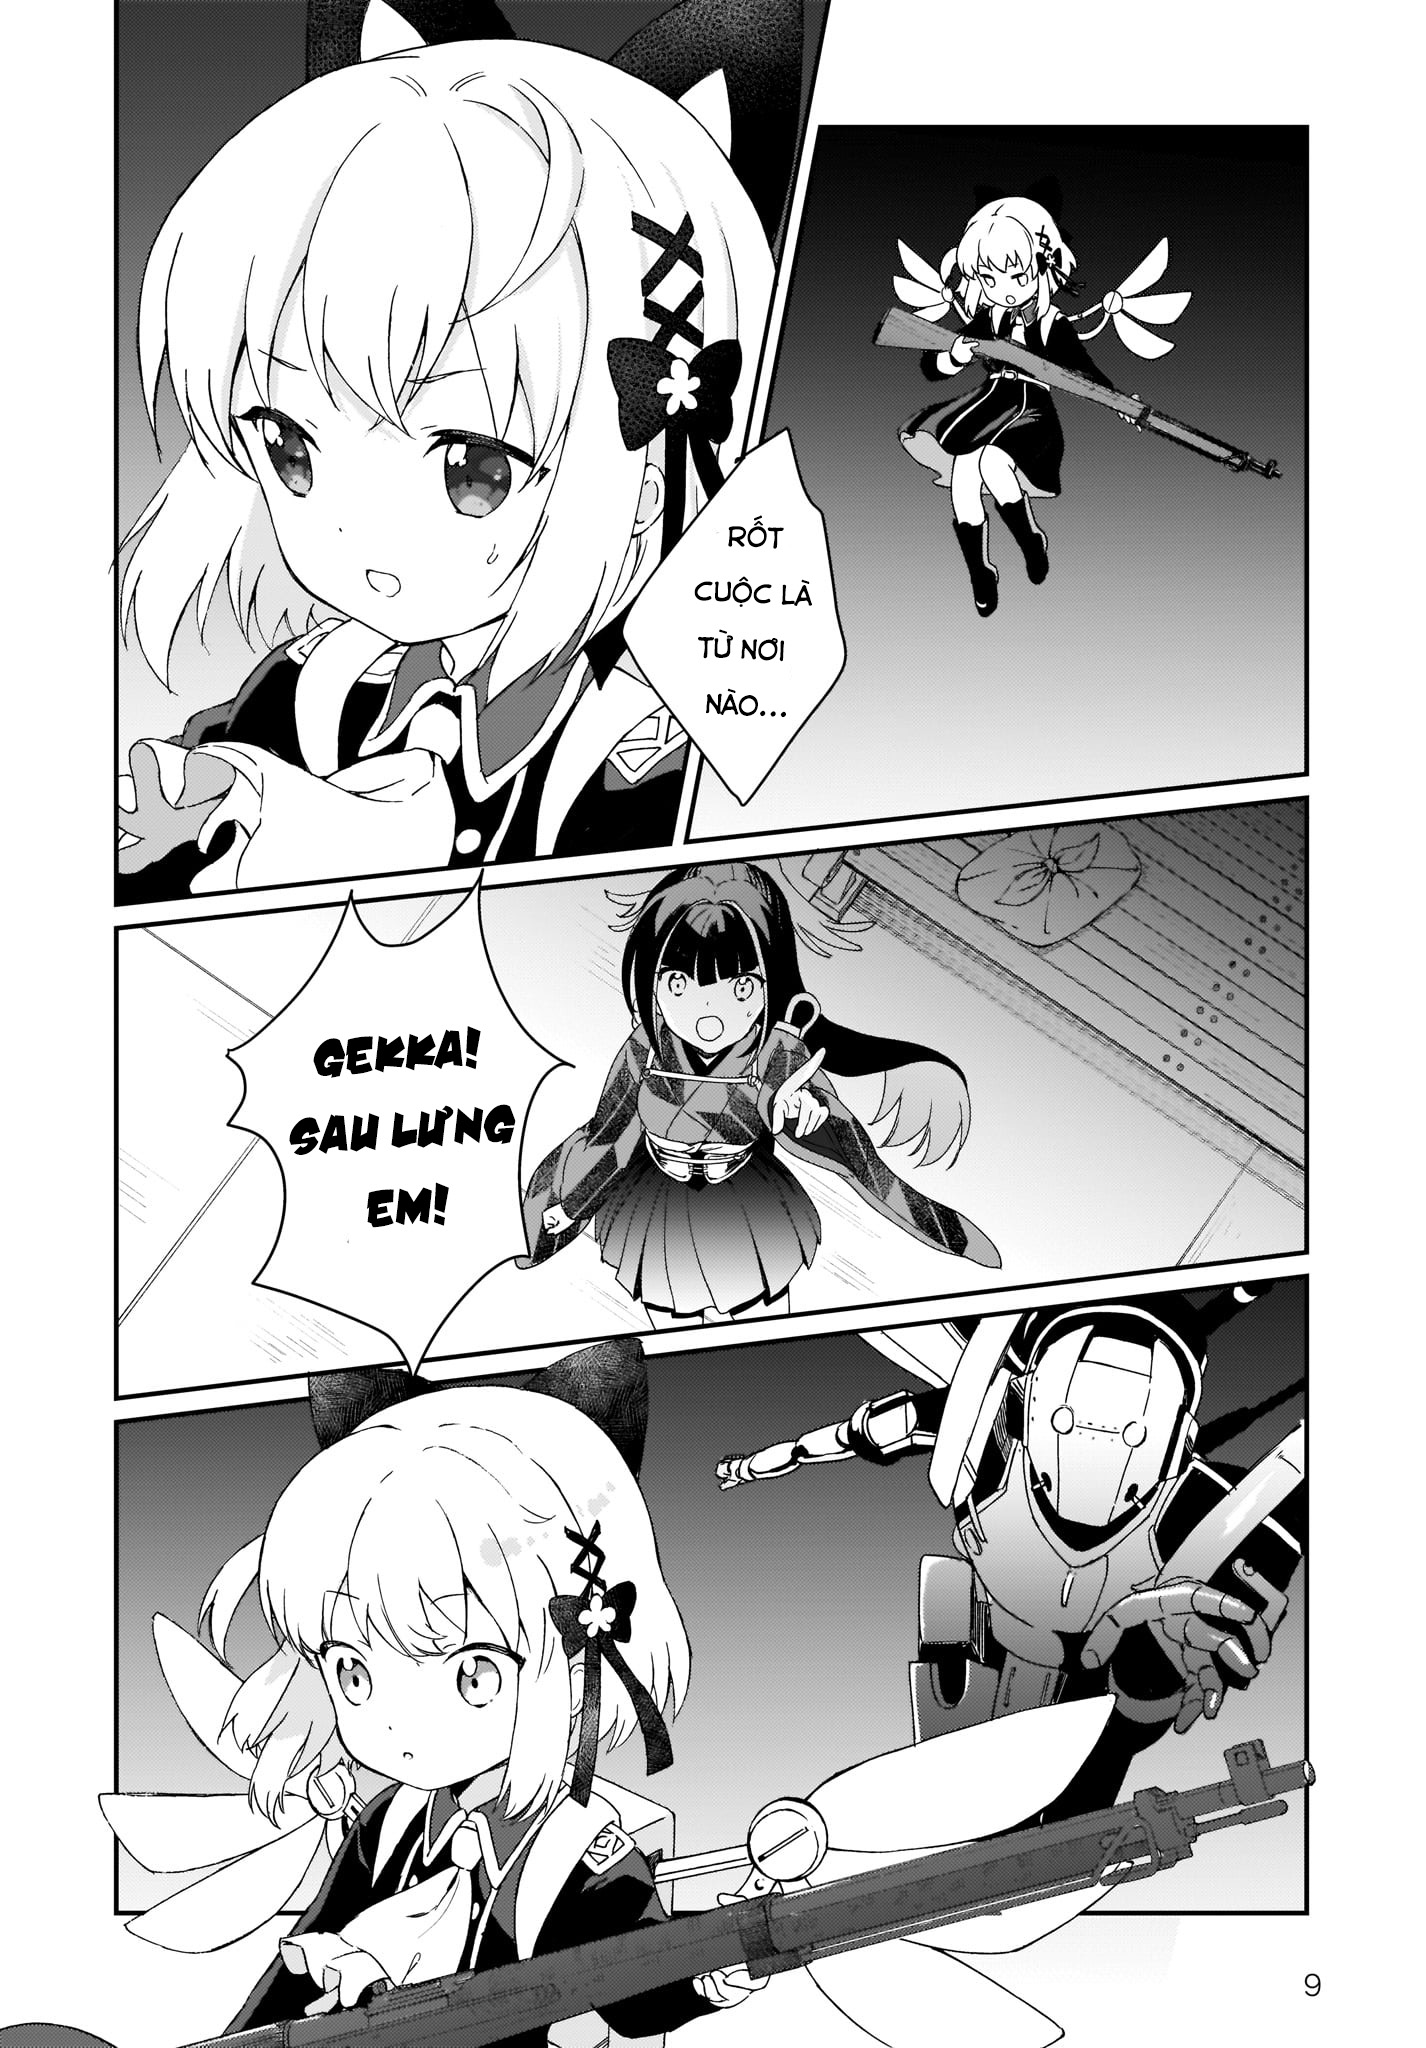 RỐT
CUỘC LÀ
TỪ NƠI
NÀO...
GEKKA!
SAU LƯNG
EM!
9